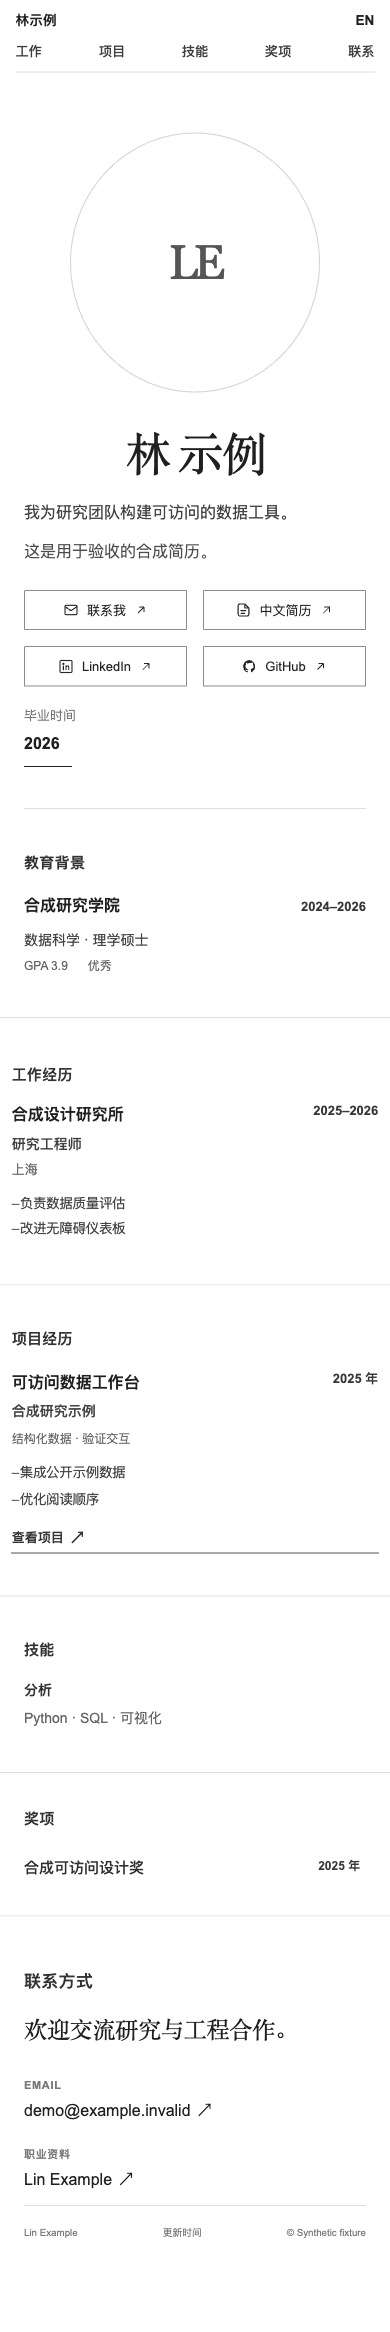 林示例 EN
工作 项目 技能 奖项 联系
LE
林 示例
我为研究团队构建可访问的数据工具。
这是用于验收的合成简历。
联系我 ↗ 中文简历 ↗
LinkedIn ↗ GitHub ↗
毕业时间
2026
教育背景
合成研究学院 2024–2026
数据科学 · 理学硕士
GPA 3.9 优秀
工作经历
合成设计研究所 2025–2026
研究工程师
上海
–负责数据质量评估
–改进无障碍仪表板
项目经历
可访问数据工作台 2025 年
合成研究示例
结构化数据 · 验证交互
–集成公开示例数据
–优化阅读顺序
查看项目 ↗
技能
分析
Python · SQL · 可视化
奖项
合成可访问设计奖 2025 年
联系方式
欢迎交流研究与工程合作。
EMAIL
demo@example.invalid ↗
职业资料
Lin Example ↗
Lin Example 更新时间 © Synthetic fixture